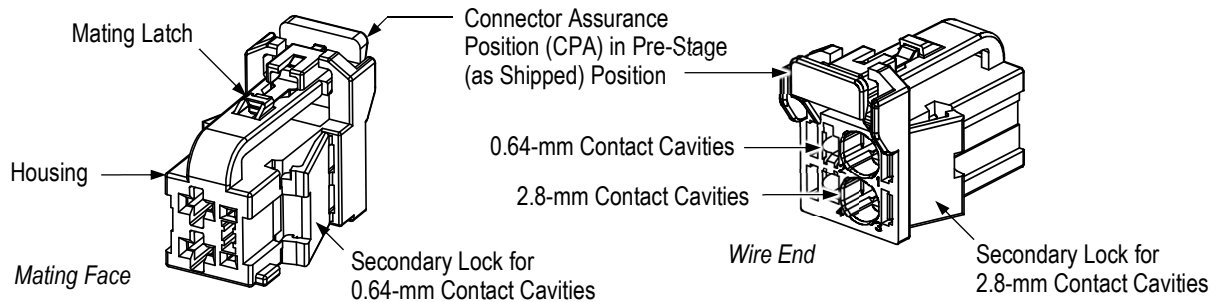 Mating Latch
Connector Assurance
Position (CPA) in Pre-Stage
(as Shipped) Position
0.64-mm Contact Cavities
Housing
2.8-mm Contact Cavities
Mating Face
Secondary Lock for
0.64-mm Contact Cavities
Wire End
Secondary Lock for
2.8-mm Contact Cavities